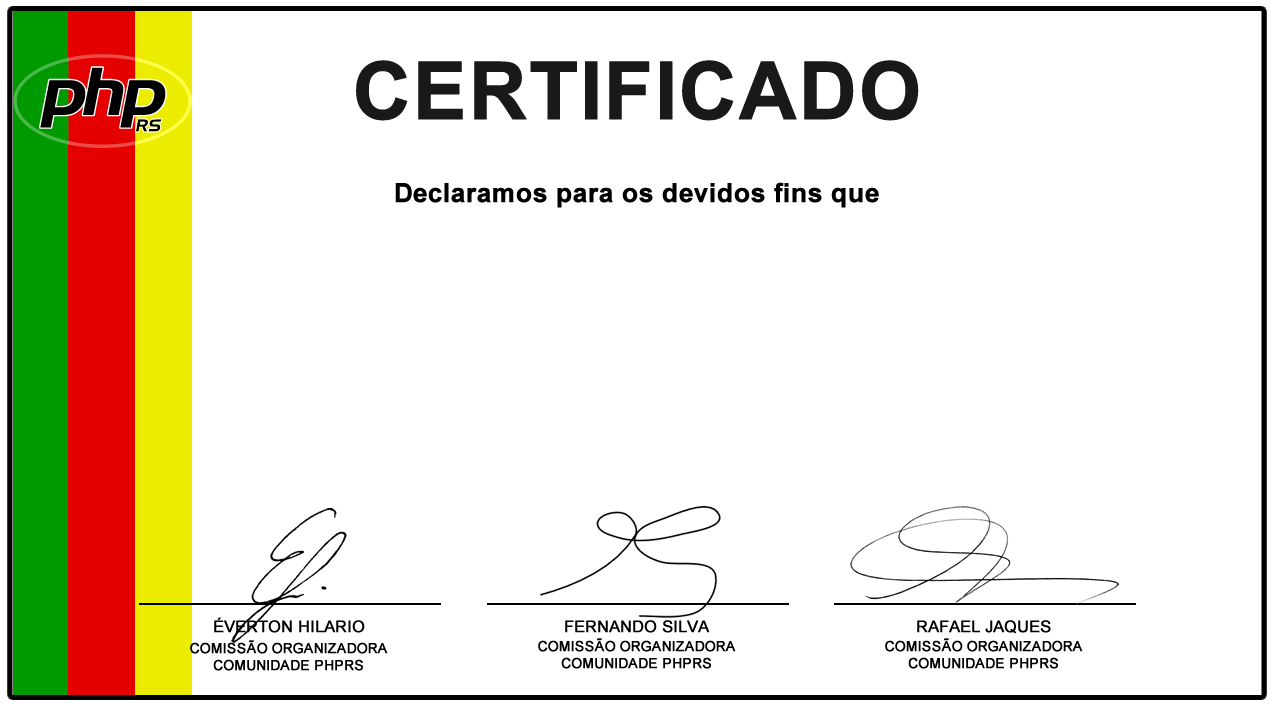 php
RS
CERTIFICADO
Declaramos para os devidos fins que
ÉVERTON HILARIO
COMISSÃO ORGANIZADORA
COMUNIDADE PHPRS
FERNANDO SILVA
COMISSÃO ORGANIZADORA
COMUNIDADE PHPRS
RAFAEL JAQUES
COMISSÃO ORGANIZADORA
COMUNIDADE PHPRS